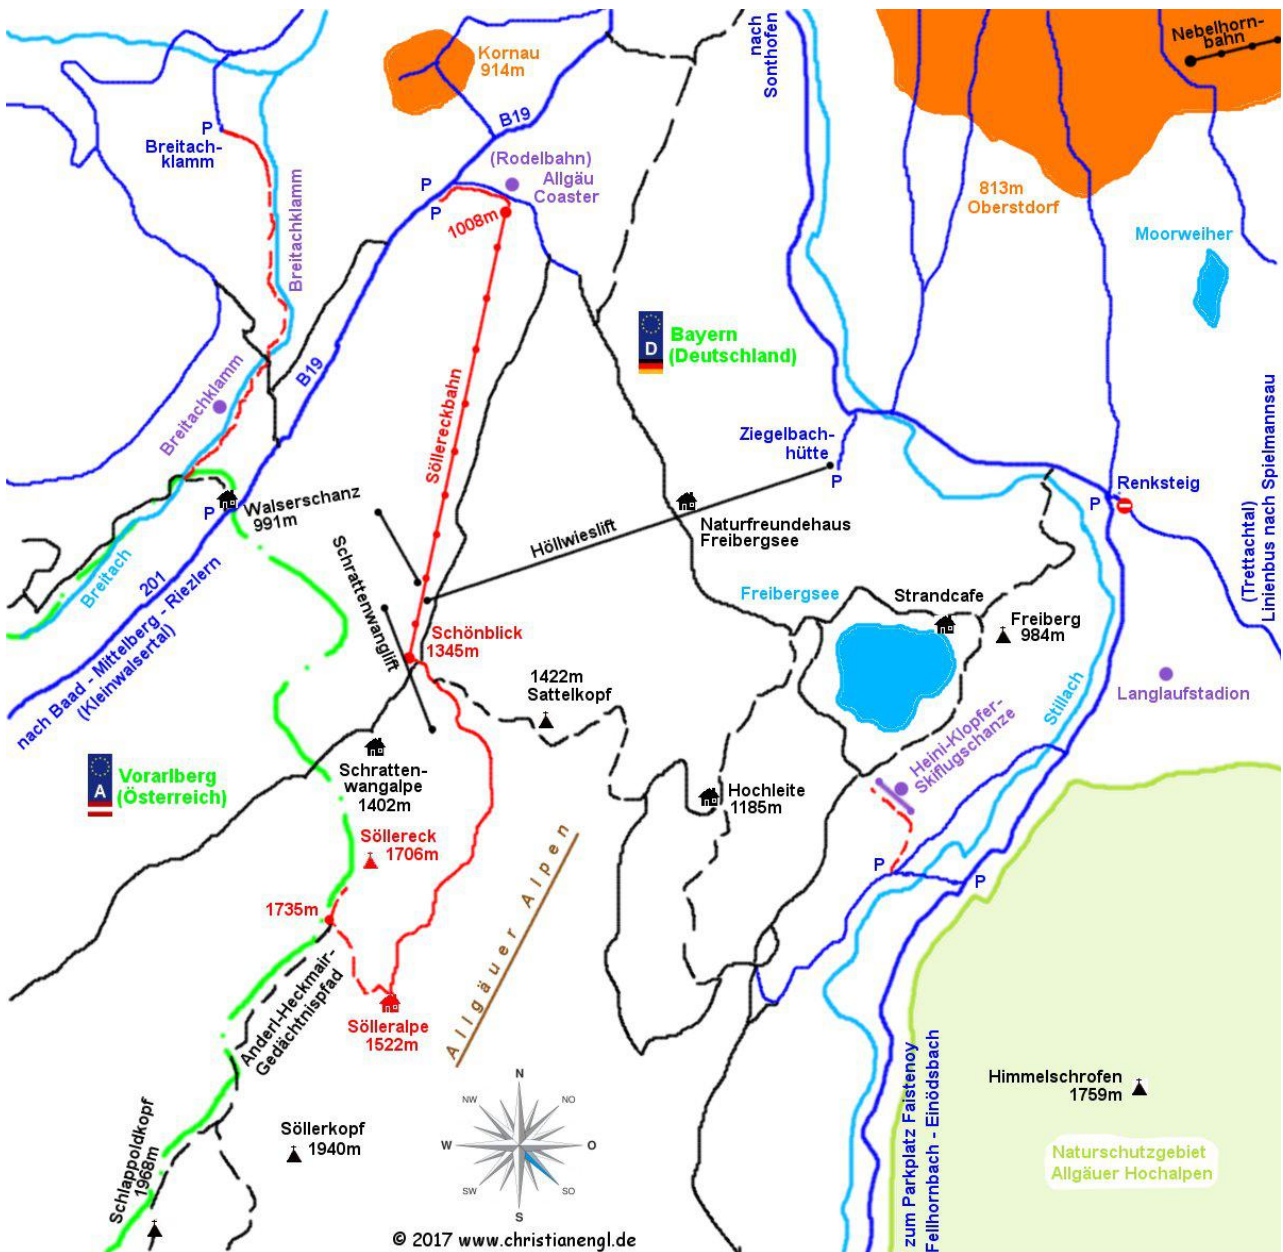 Kornau
914m
B19
nach
Sonthofen
Nebelhorn-
bahn
P
Breitach-
klamm
(Rodelbahn)
Allgäu
Coaster
P
P
1008m
813m
Oberstdorf
Moorweiher
Breitachklamm
D
Bayern
(Deutschland)
B19
Breitachklamm
Söllereckbahn
Ziegelbach-
hütte
P
Renksteig
P
(Trettachtal)
Linienbus nach Spielmannsau
Walserschanz
991m
P
Höllwieslift
Naturfreundehaus
Freibergsee
Schrattenwanglift
Breitach
201
nach Baad - Mittelberg - Riezlern
(Kleinwalsertal)
Freibergsee
Strandcafe
Freiberg
984m
Schönblick
1345m
1422m
Sattelkopf
Stillach
Langlaufstadion
Heini-Klopfer-
Skiflugschanze
A
Vorarlberg
(Österreich)
Schratten-
wangalpe
1402m
Hochleite
1185m
Söllereck
1706m
Allgäuer Alpen
P
P
1735m
Anderl-Heckmair-
Gedächtnispfad
Sölleralpe
1522m
Himmelschrofen
1759m
zum Parkplatz Faistenoy
Fellhornbach - Einödsbach
Naturschutzgebiet
Allgäuer Hochalpen
Schlappoldkopf
1968m
Söllerkopf
1940m
N
NW
NO
W
O
SW
SO
S
© 2017 www.christianengl.de